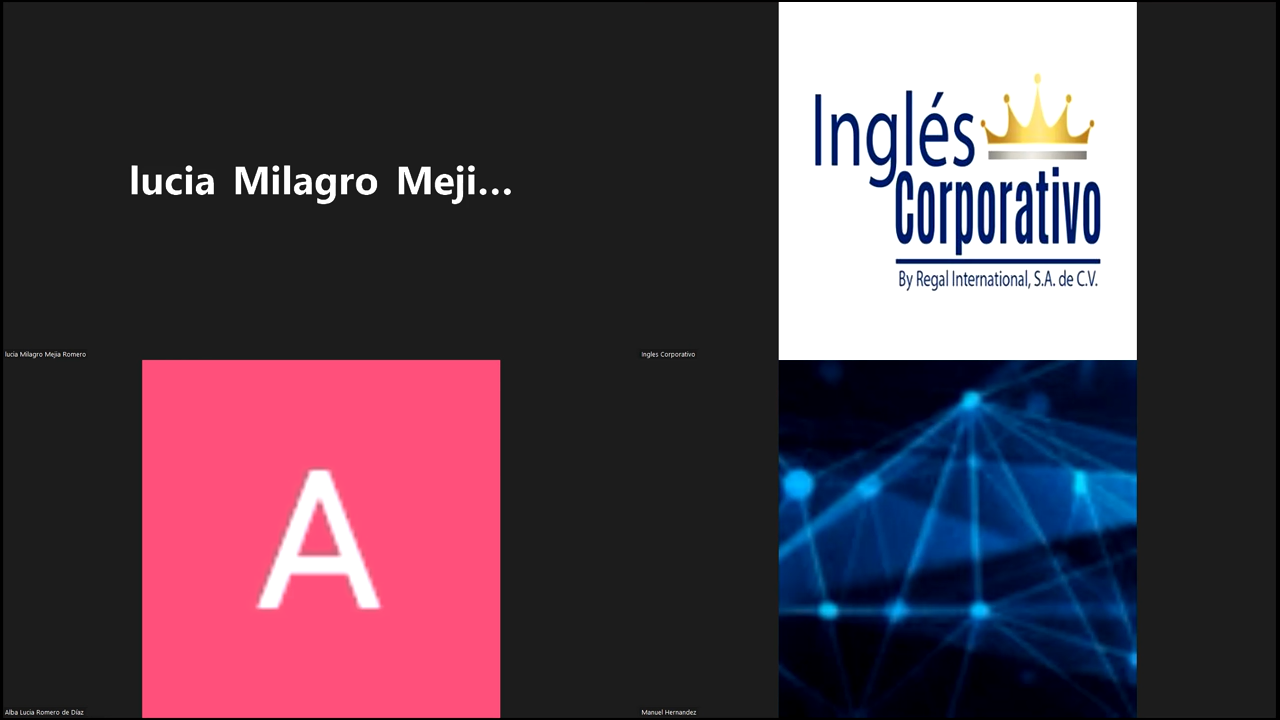 lucia Milagro Meji...
Inglés
Corporativo
By Regal International, S.A. de C.V.
lucia Milagro Mejia Romero
Ingles Corporativo
A
Alba Lucia Romero de Díaz
Manuel Hernandez